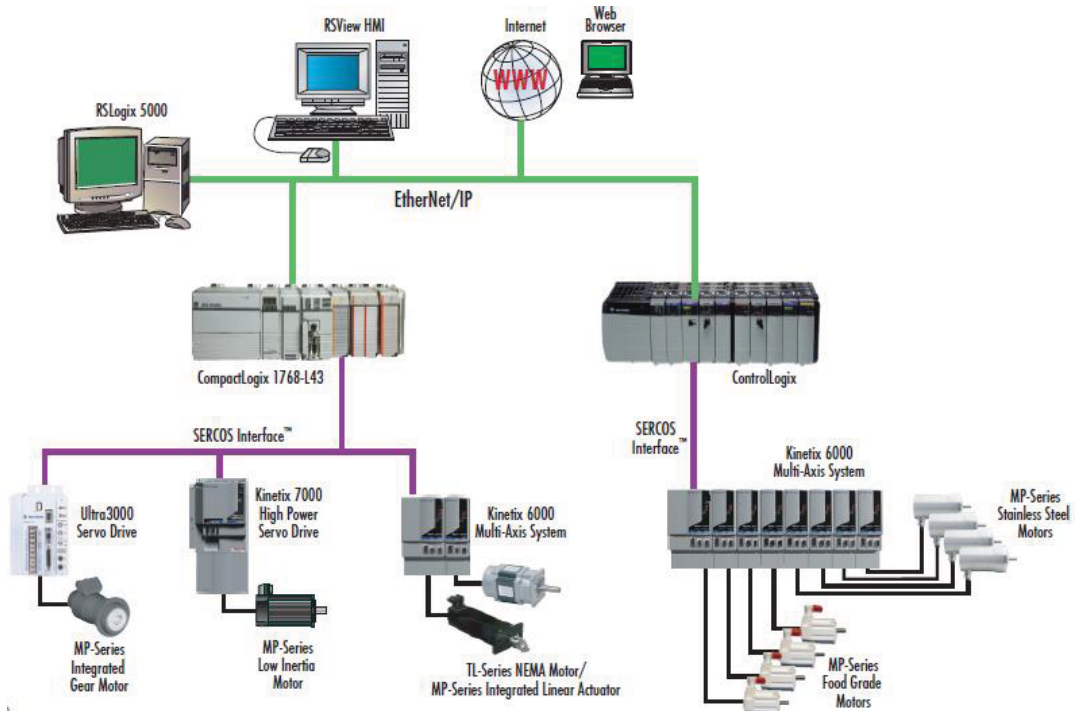 RSView HMI
Internet
Web
Browser
RSLogix 5000
WWW
EtherNet/IP
CompactLogix 1768-L43
ControlLogix
SERCOS Interface™
SERCOS
Interface™
Kinetix 6000
Multi-Axis System
Ultra3000
Servo Drive
Kinetix 7000
High Power
Servo Drive
Kinetix 6000
Multi-Axis System
MP-Series
Stainless Steel
Motors
MP-Series
Integrated
Gear Motor
MP-Series
Low Inertia
Motor
TL-Series NEMA Motor/
MP-Series Integrated Linear Actuator
MP-Series
Food Grade
Motors